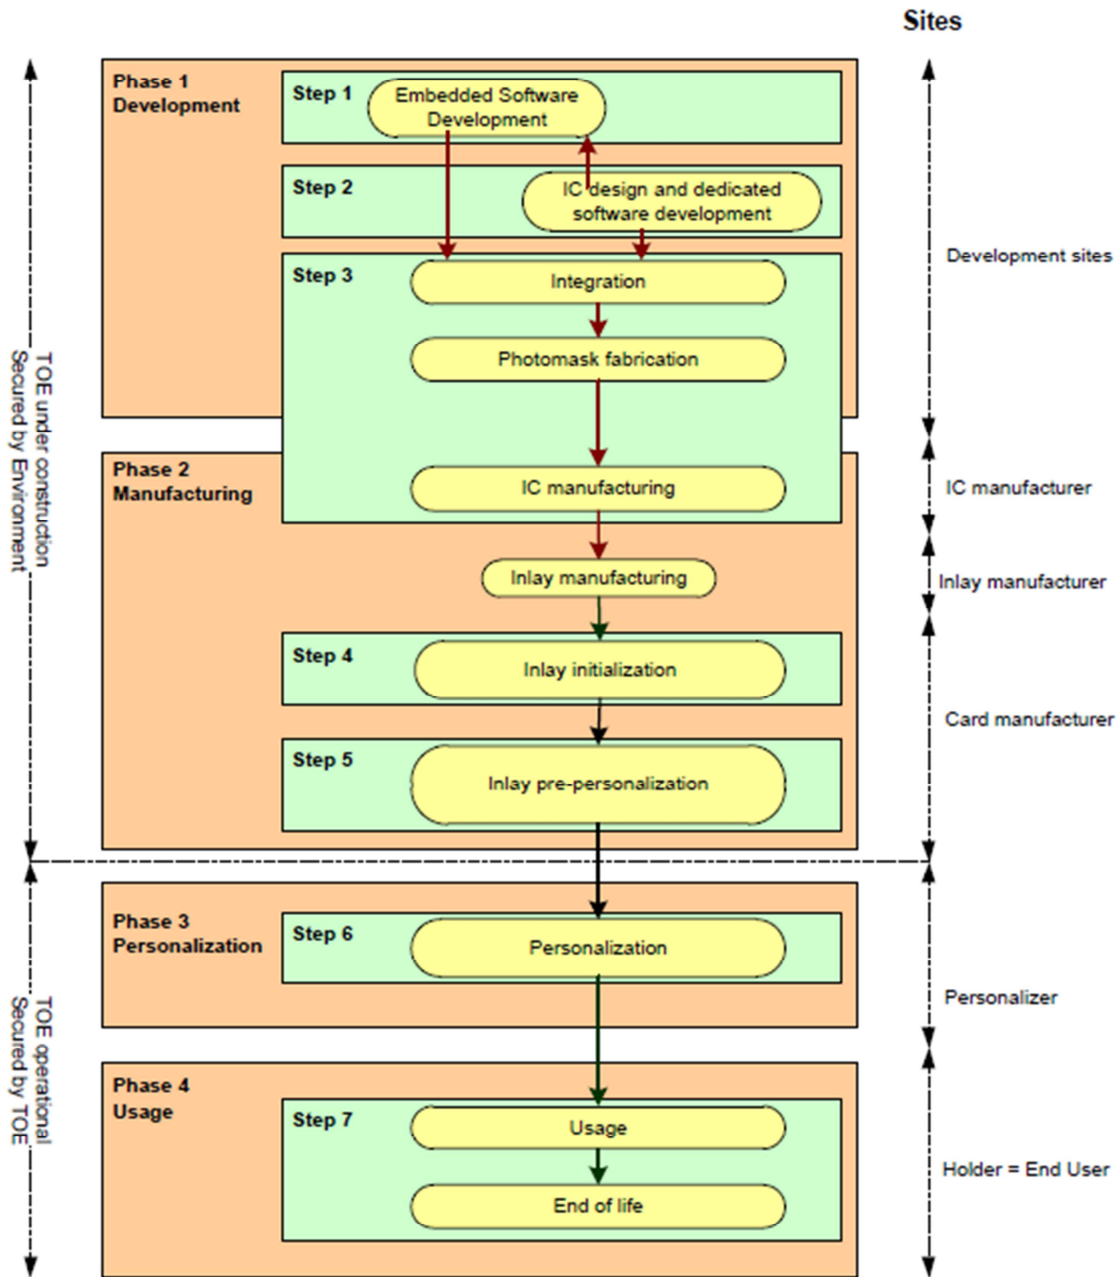 Sites
Phase 1
Development
Step 1
Embedded Software
Development
Step 2
IC design and dedicated
software development
Step 3
Integration
Development sites
Photomask fabrication
TOE under construction
Secured by Environment
Phase 2
Manufacturing
IC manufacturing
IC manufacturer
Inlay manufacturing
Inlay manufacturer
Step 4
Inlay initialization
Card manufacturer
Step 5
Inlay pre-personalization
Phase 3
Personalization
Step 6
Personalization
Personalizer
TOE operational
Secured by TOE
Phase 4
Usage
Step 7
Usage
Holder = End User
End of life